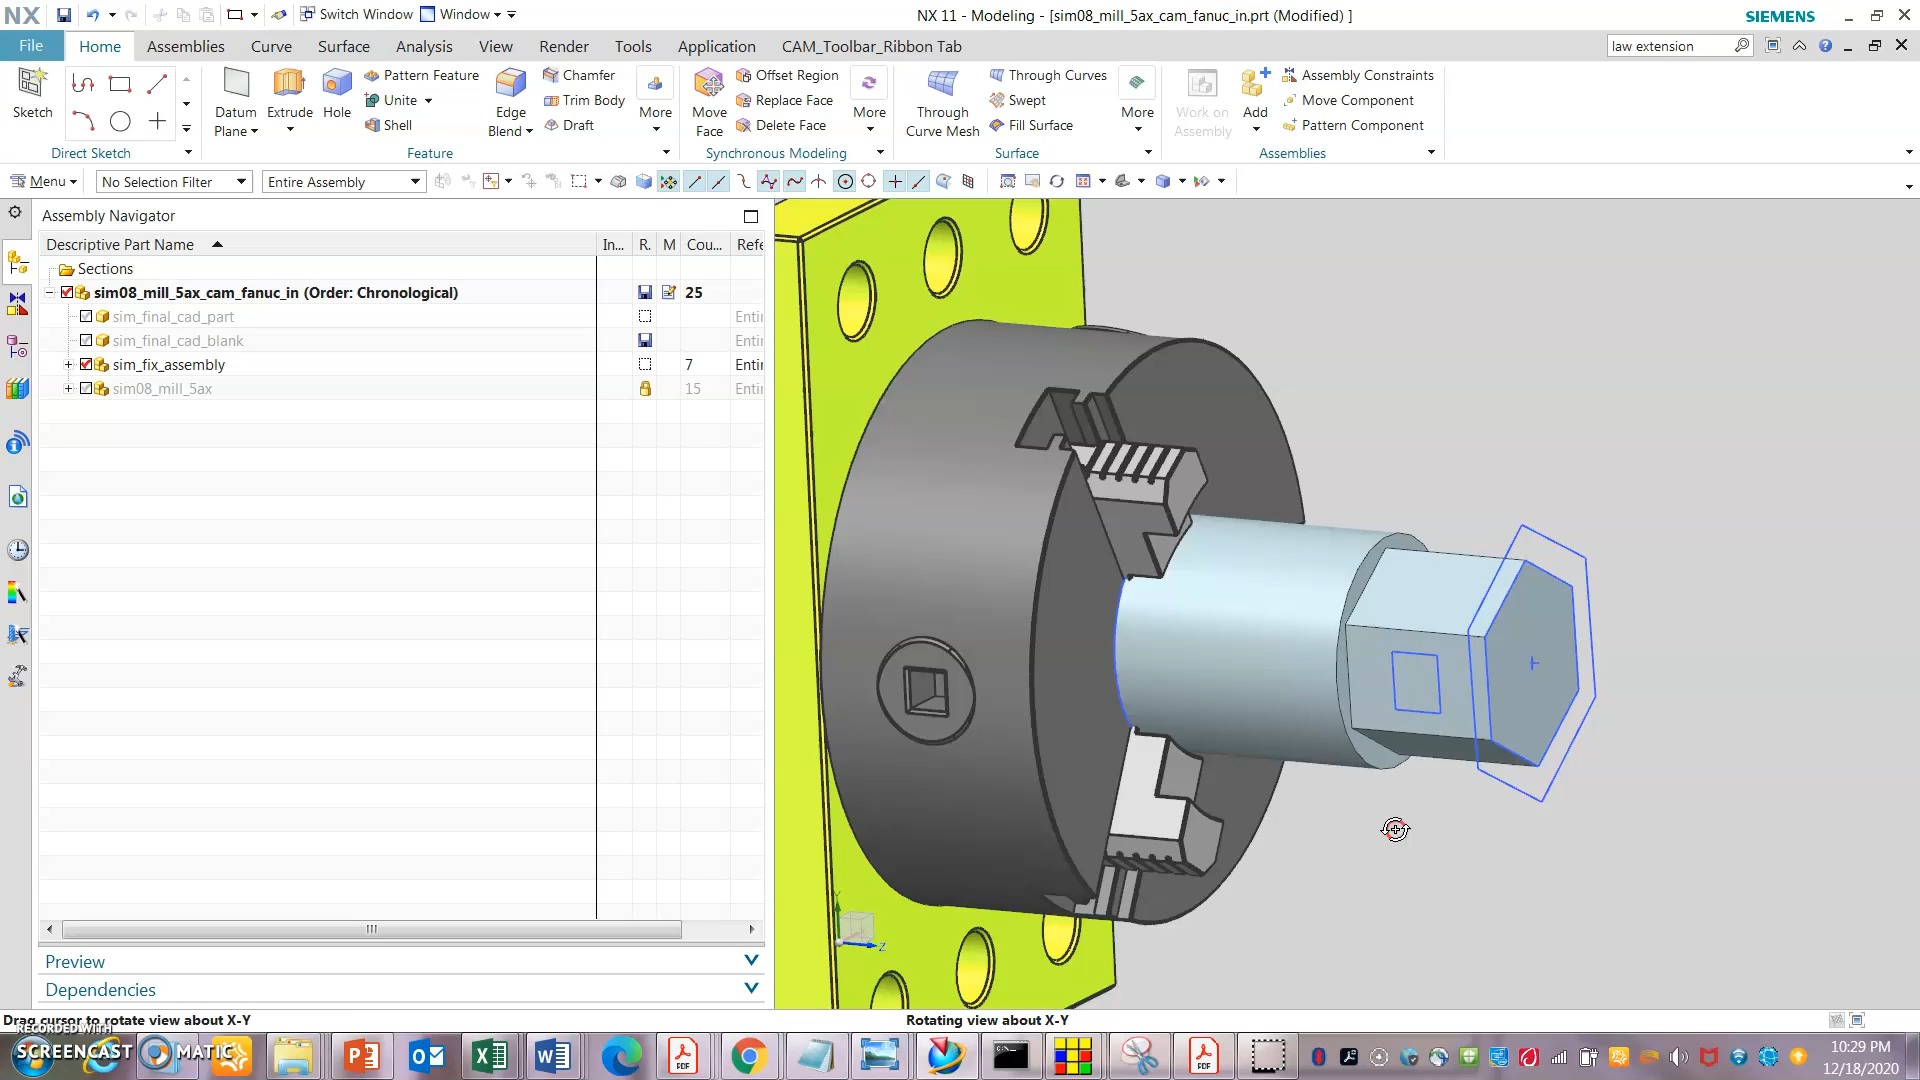 NX Switch Window Window NX 11 - Modeling - [sim08_mill_5ax_cam_fanuc_in.prt (Modified) ] SIEMENS
File Home Assemblies Curve Surface Analysis View Render Tools Application CAM_Toolbar_Ribbon Tab law extension
Sketch
Direct Sketch
Datum Plane
Extrude
Hole
Pattern Feature
Unite
Shell
Edge Blend
Chamfer
Trim Body
Draft
More
Feature
Move Face
Offset Region
Replace Face
Delete Face
More
Synchronous Modeling
Through Curve Mesh
Through Curves
Swept
Fill Surface
More
Surface
Work on Assembly
Add
Assembly Constraints
Move Component
Pattern Component
Assemblies
Menu No Selection Filter Entire Assembly
Assembly Navigator
Descriptive Part Name In... R. M Cou... Refe
Sections
sim08_mill_5ax_cam_fanuc_in (Order: Chronological) 25
sim_final_cad_part Enti
sim_final_cad_blank Enti
sim_fix_assembly 7 Enti
sim08_mill_5ax 15 Enti
Z
Preview
Dependencies
Drag cursor to rotate view about X-Y Rotating view about X-Y
RECORDED WITH
SCREENCAST MATIC
10:29 PM
12/18/2020